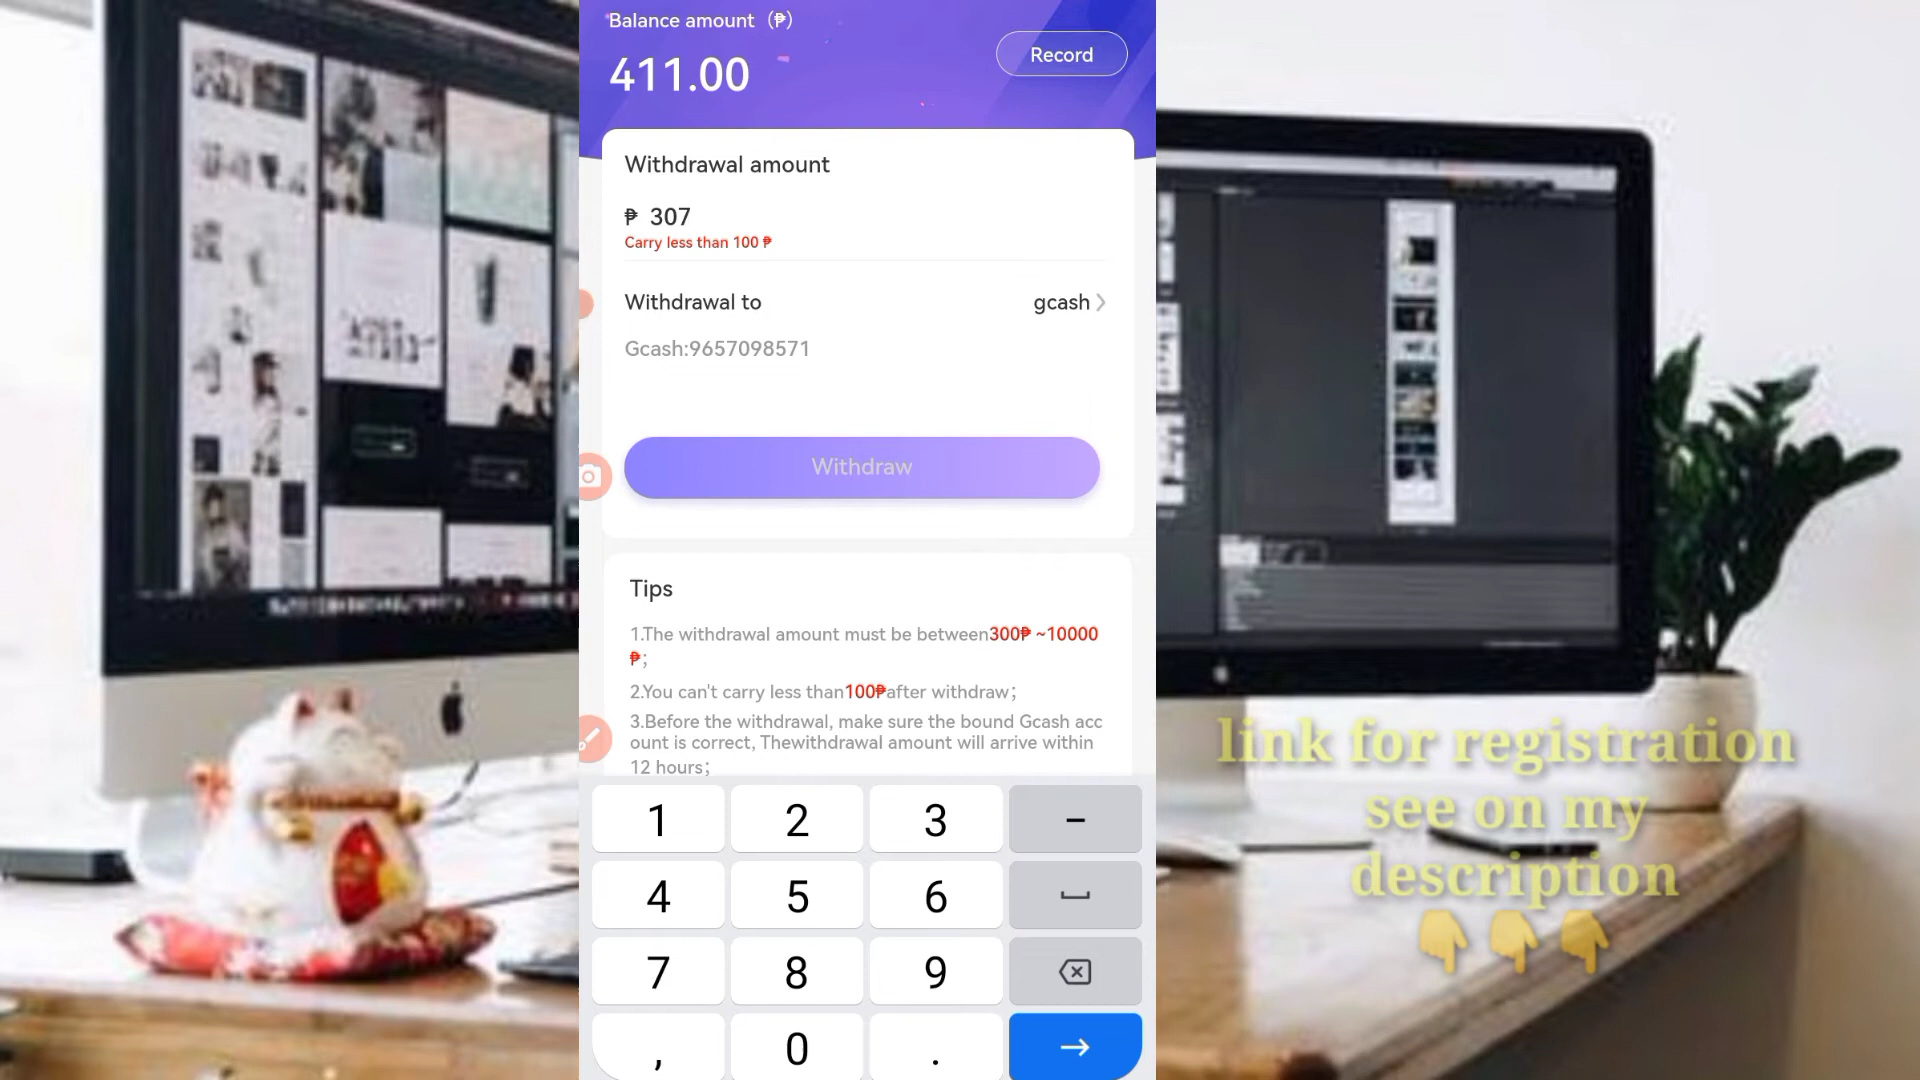 Balance amount (₱)
411.00
Record
Withdrawal amount
₱ 307
Carry less than 100 ₱
Withdrawal to
gcash
Gcash:9657098571
Withdraw
Tips
1.The withdrawal amount must be between300₱ ~10000
₱;
2.You can't carry less than100₱after withdraw;
3.Before the withdrawal, make sure the bound Gcash acc
ount is correct, Thewithdrawal amount will arrive within
12 hours;
1 2 3 -
4 5 6
7 8 9
, 0 .
link for registration
see on my
description